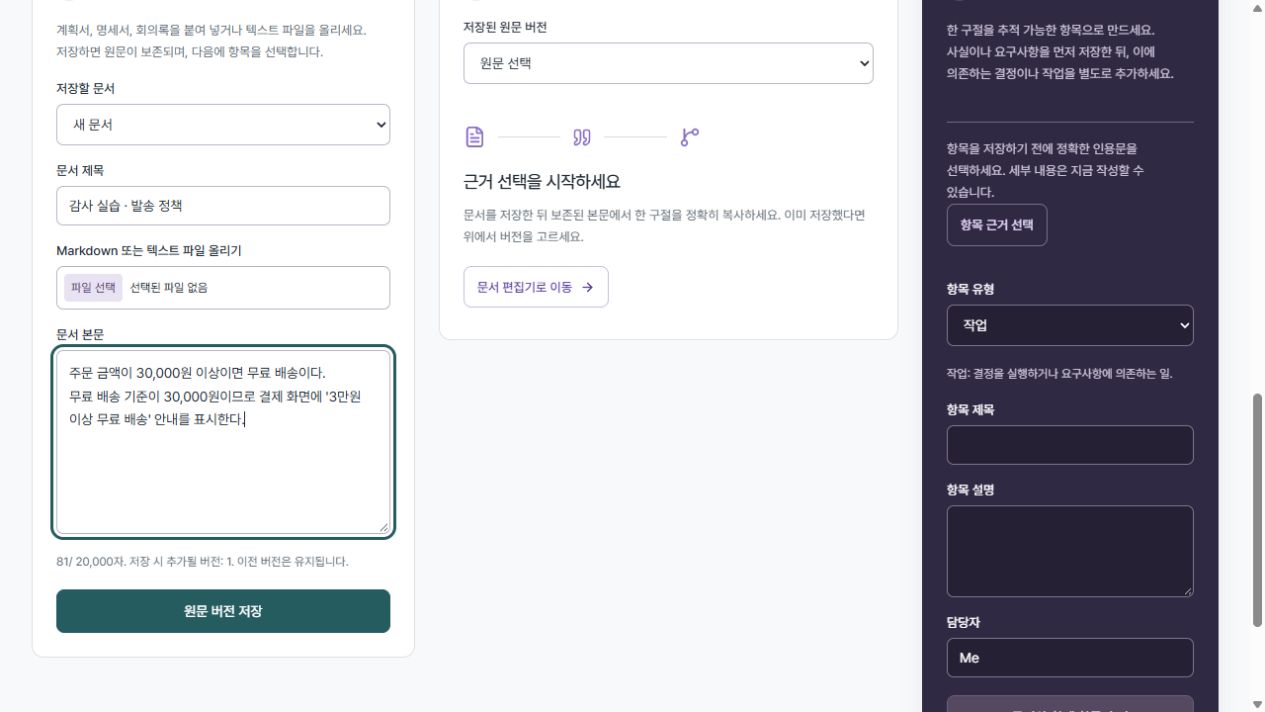 계획서, 명세서, 회의록을 붙여 넣거나 텍스트 파일을 올리세요.
저장하면 원문이 보존되며, 다음에 항목을 선택합니다.
저장할 문서
새 문서
문서 제목
감사 실습 · 발송 정책
Markdown 또는 텍스트 파일 올리기
파일 선택 선택된 파일 없음
문서 본문
주문 금액이 30,000원 이상이면 무료 배송이다.
무료 배송 기준이 30,000원이므로 결제 화면에 '3만원
이상 무료 배송' 안내를 표시한다.
81/ 20,000자. 저장 시 추가될 버전: 1. 이전 버전은 유지됩니다.
원문 버전 저장
저장된 원문 버전
원문 선택
근거 선택을 시작하세요
문서를 저장한 뒤 보존된 본문에서 한 구절을 정확히 복사하세요. 이미 저장했다면
위에서 버전을 고르세요.
문서 편집기로 이동 →
한 구절을 추적 가능한 항목으로 만드세요.
사실이나 요구사항을 먼저 저장한 뒤, 이에
의존하는 결정이나 작업을 별도로 추가하세요.
항목을 저장하기 전에 정확한 인용문을
선택하세요. 세부 내용은 지금 작성할 수
있습니다.
항목 근거 선택
항목 유형
작업
작업: 결정을 실행하거나 요구사항에 의존하는 일.
항목 제목
항목 설명
담당자
Me